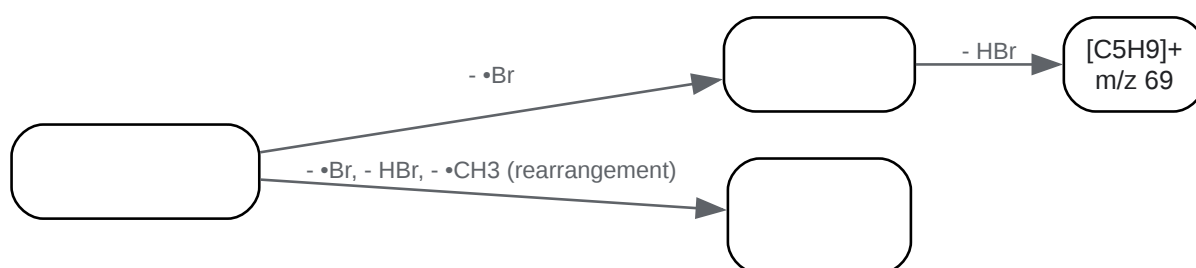 - HBr
[C5H9]+
m/z 69
- •Br
- •Br, - HBr, - •CH3 (rearrangement)